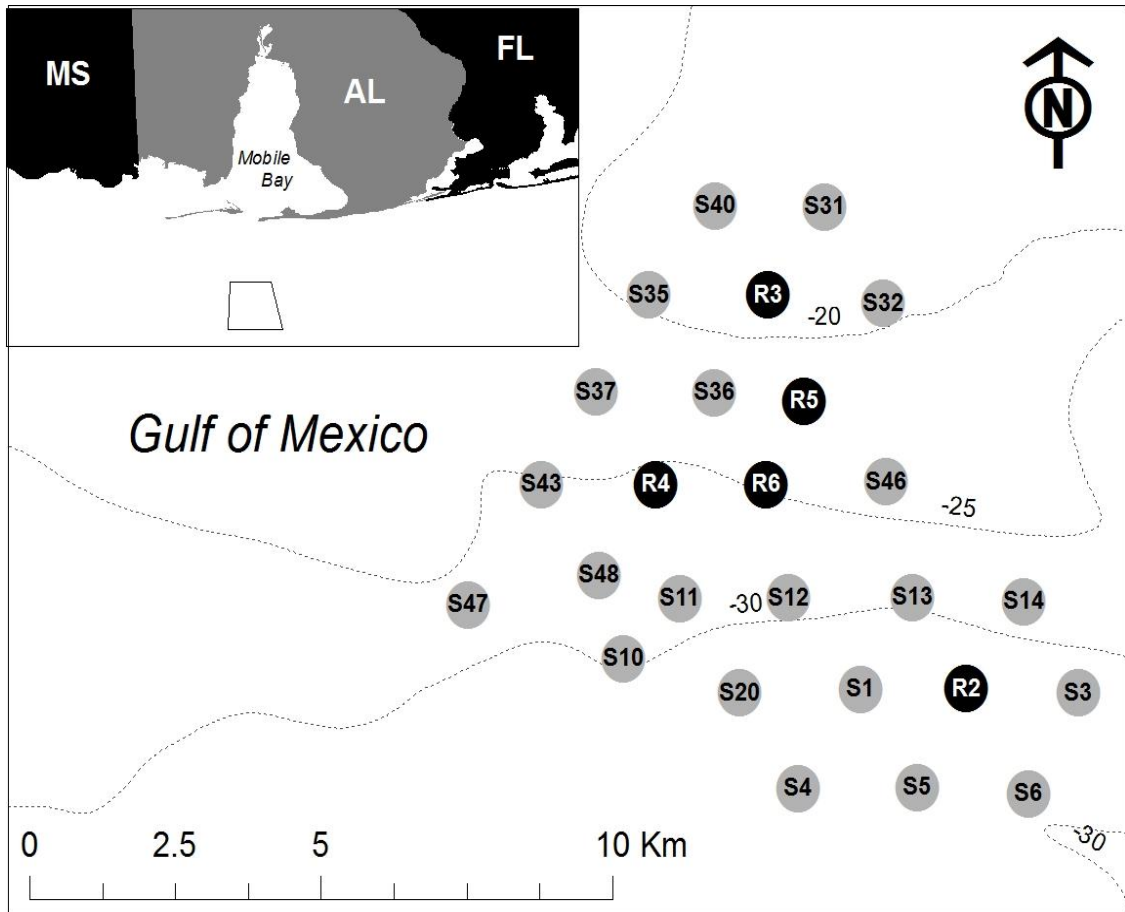 MS
AL
FL
Mobile
Bay
N
S40
S31
S35
R3
S32
-20
S37
S36
R5
Gulf of Mexico
S43
R4
R6
S46
-25
S48
S47
S11
S12
S13
S14
-30
S10
S20
S1
R2
S3
S4
S5
S6
-30
0
2.5
5
10 Km